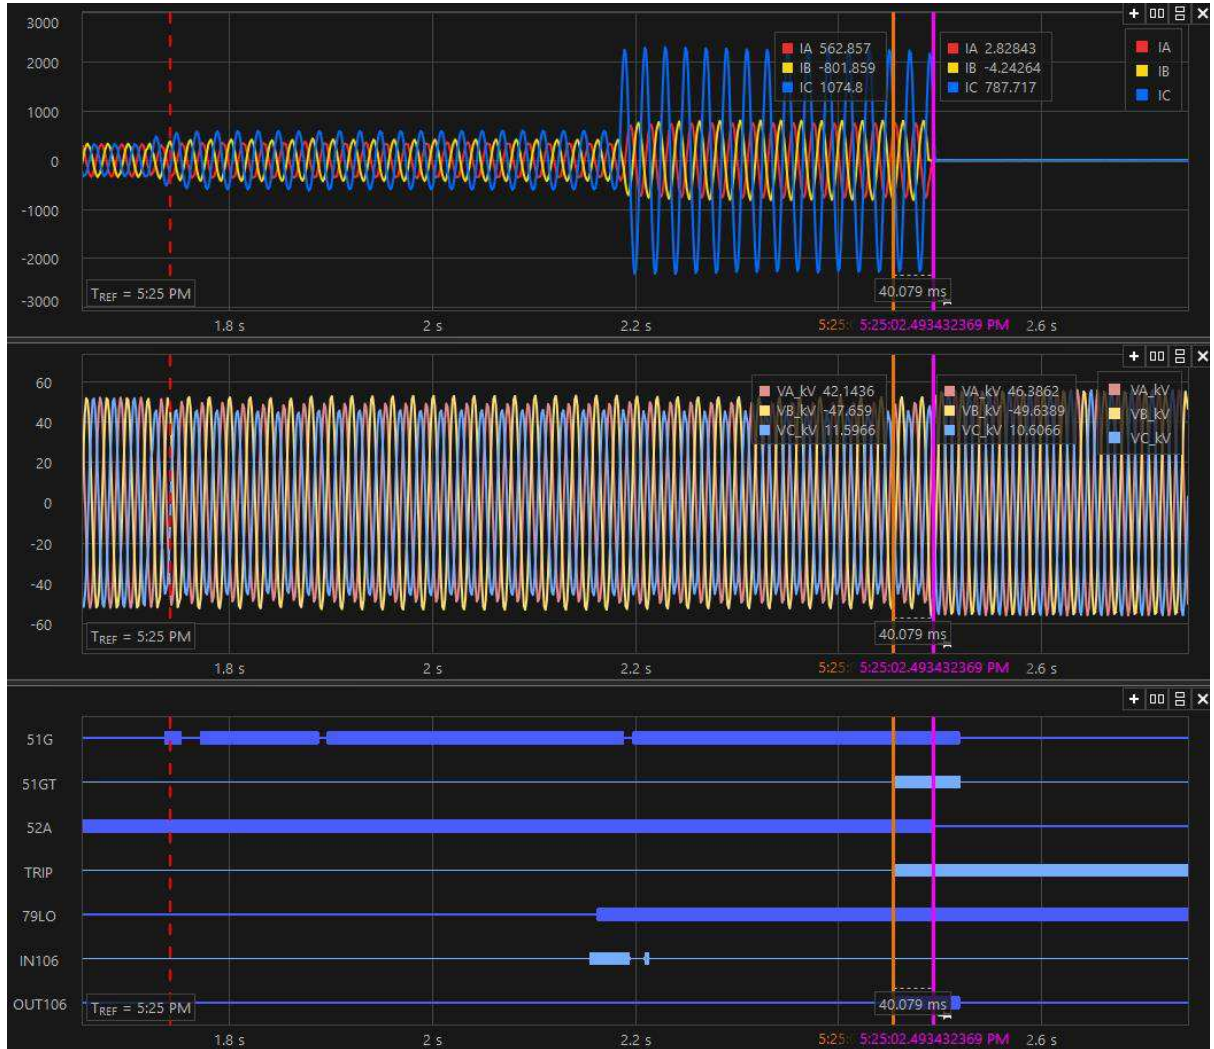 3000
2000
1000
0
-1000
-2000
-3000
IA 562.857
IB -801.859
IC 1074.8
IA 2.82843
IB -4.24264
IC 787.717
IA
IB
IC
TREF = 5:25 PM
40.079 ms
1.8 s
2 s
2.2 s
5:25:
5:25:02.493432369 PM
2.6 s
60
40
20
0
-20
-40
-60
VA_kV 42.1436
VB_kV -47.659
VC_kV 11.5966
VA_kV 46.3862
VB_kV -49.6389
VC_kV 10.6066
VA_kV
VB_kV
VC_kV
TREF = 5:25 PM
40.079 ms
1.8 s
2 s
2.2 s
5:25:
5:25:02.493432369 PM
2.6 s
51G
51GT
52A
TRIP
79LO
IN106
OUT106
TREF = 5:25 PM
40.079 ms
1.8 s
2 s
2.2 s
5:25:
5:25:02.493432369 PM
2.6 s